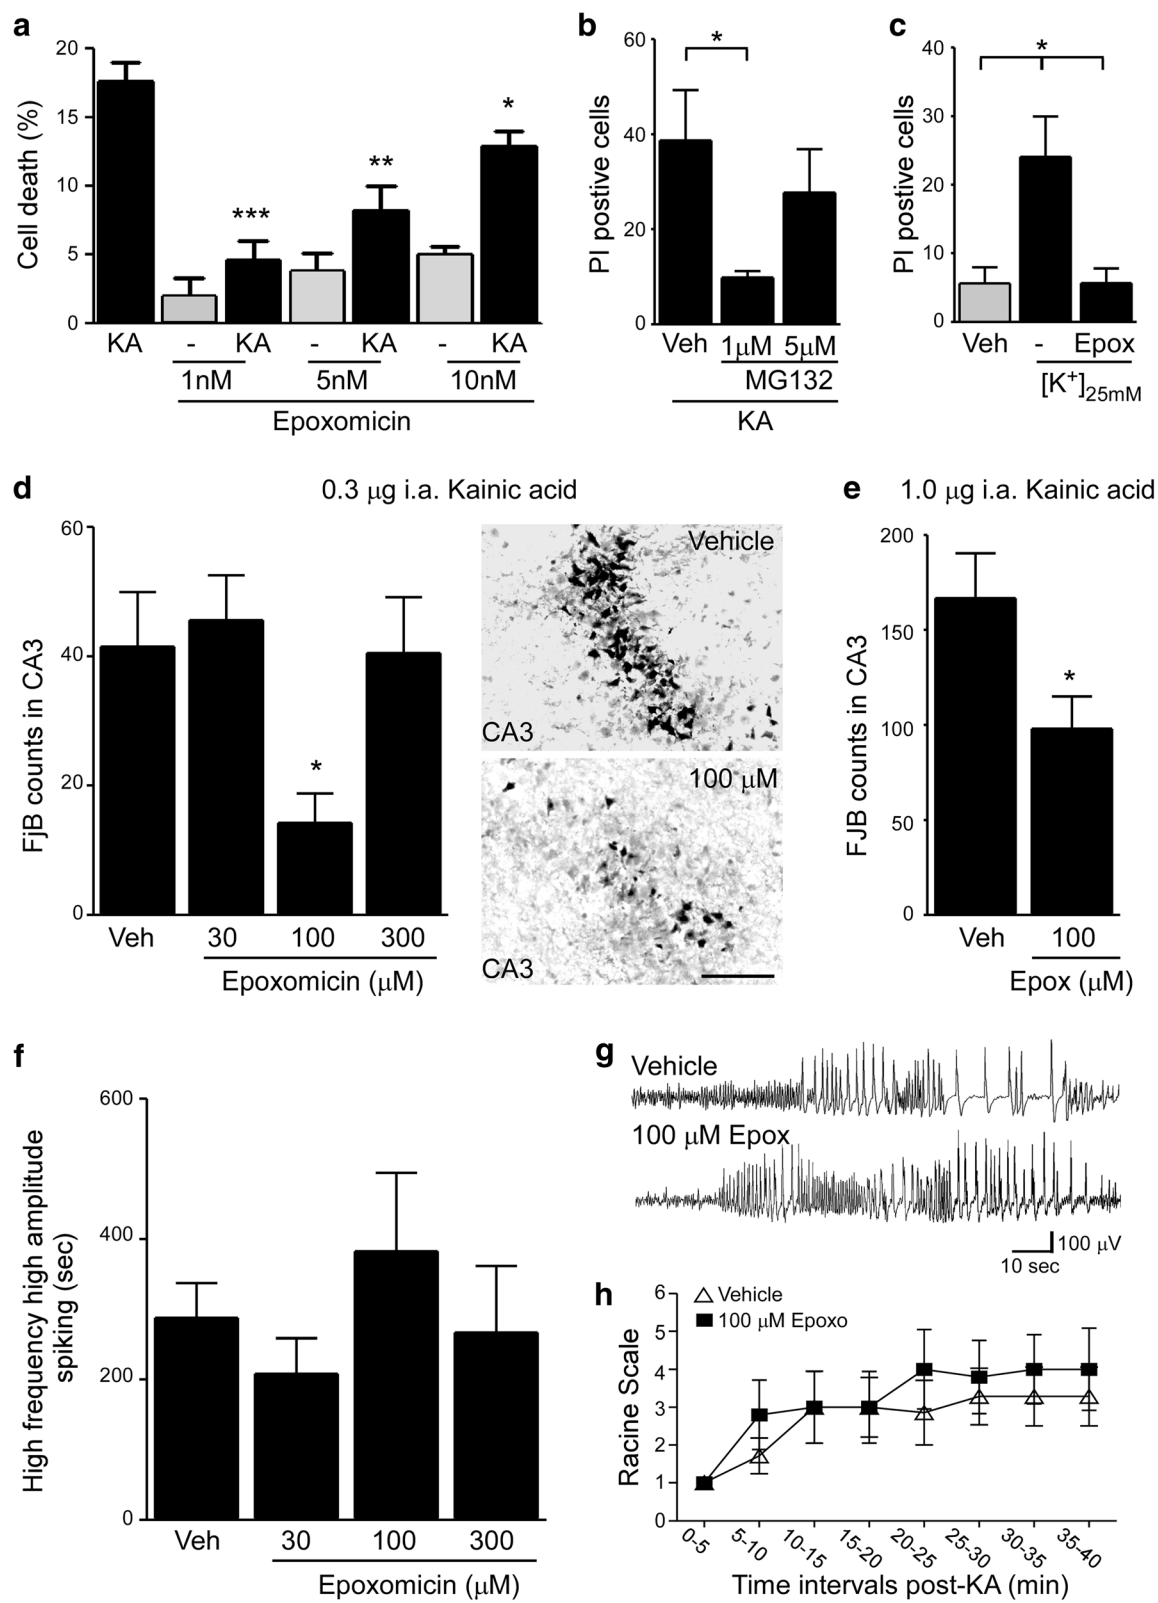 a
Cell death (%)
20
15
10
5
0
***
**
*
KA - KA - KA - KA
1nM 5nM 10nM
Epoxomicin
b
PI postive cells
60
40
20
0
*
Veh 1μM 5μM
MG132
KA
c
PI postive cells
40
30
20
10
0
*
Veh - Epox
[K+]25mM
d
0.3 μg i.a. Kainic acid
FjB counts in CA3
60
40
20
0
*
Veh 30 100 300
Epoxomicin (μM)
Vehicle
CA3
100 μM
CA3
e
1.0 μg i.a. Kainic acid
FJB counts in CA3
200
150
100
50
0
*
Veh 100
Epox (μM)
f
High frequency high amplitude
spiking (sec)
600
400
200
0
Veh 30 100 300
Epoxomicin (μM)
g
Vehicle
100 μM Epox
100 μV
10 sec
h
Racine Scale
6
5
4
3
2
1
0
Vehicle
100 μM Epoxo
0-5 5-10 10-15 15-20 20-25 25-30 30-35 35-40
Time intervals post-KA (min)